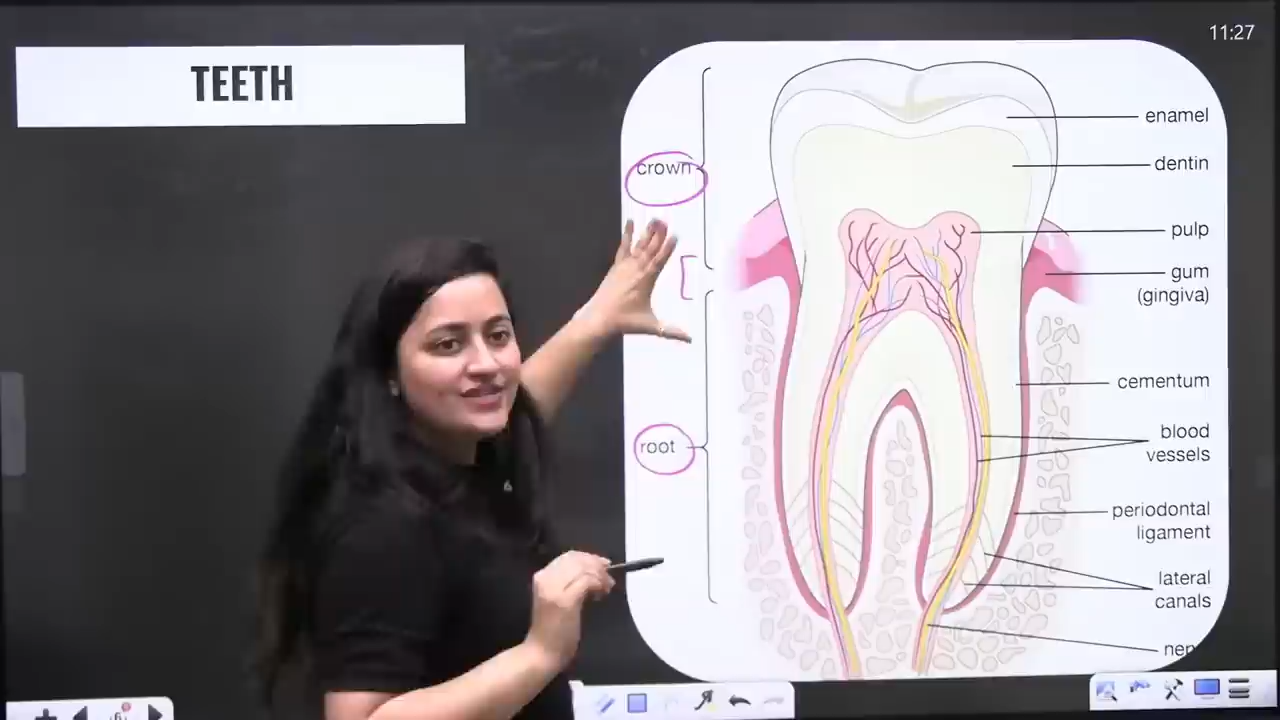 11:27
TEETH
crown
root
enamel
dentin
pulp
gum
(gingiva)
cementum
blood
vessels
periodontal
ligament
lateral
canals